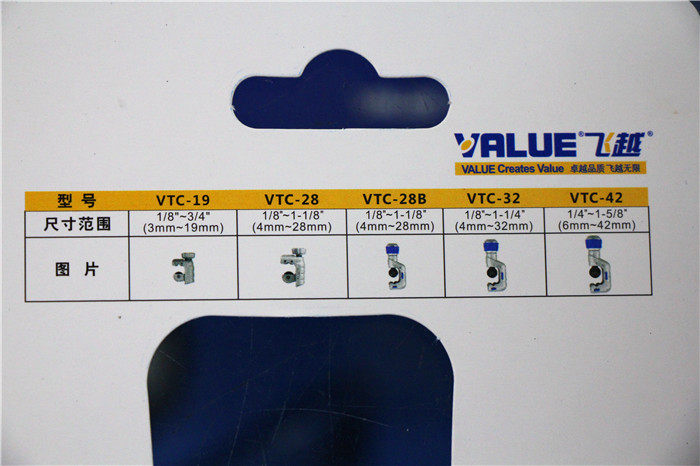 VALUE®飞越®
VALUE Creates Value 卓越品质 飞越无限
型 号 VTC-19 VTC-28 VTC-28B VTC-32 VTC-42
尺寸范围 1/8"~3/4" 1/8"~1-1/8" 1/8"~1-1/8" 1/8"~1-1/4" 1/4"~1-5/8"
(3mm~19mm) (4mm~28mm) (4mm~28mm) (4mm~32mm) (6mm~42mm)
图 片